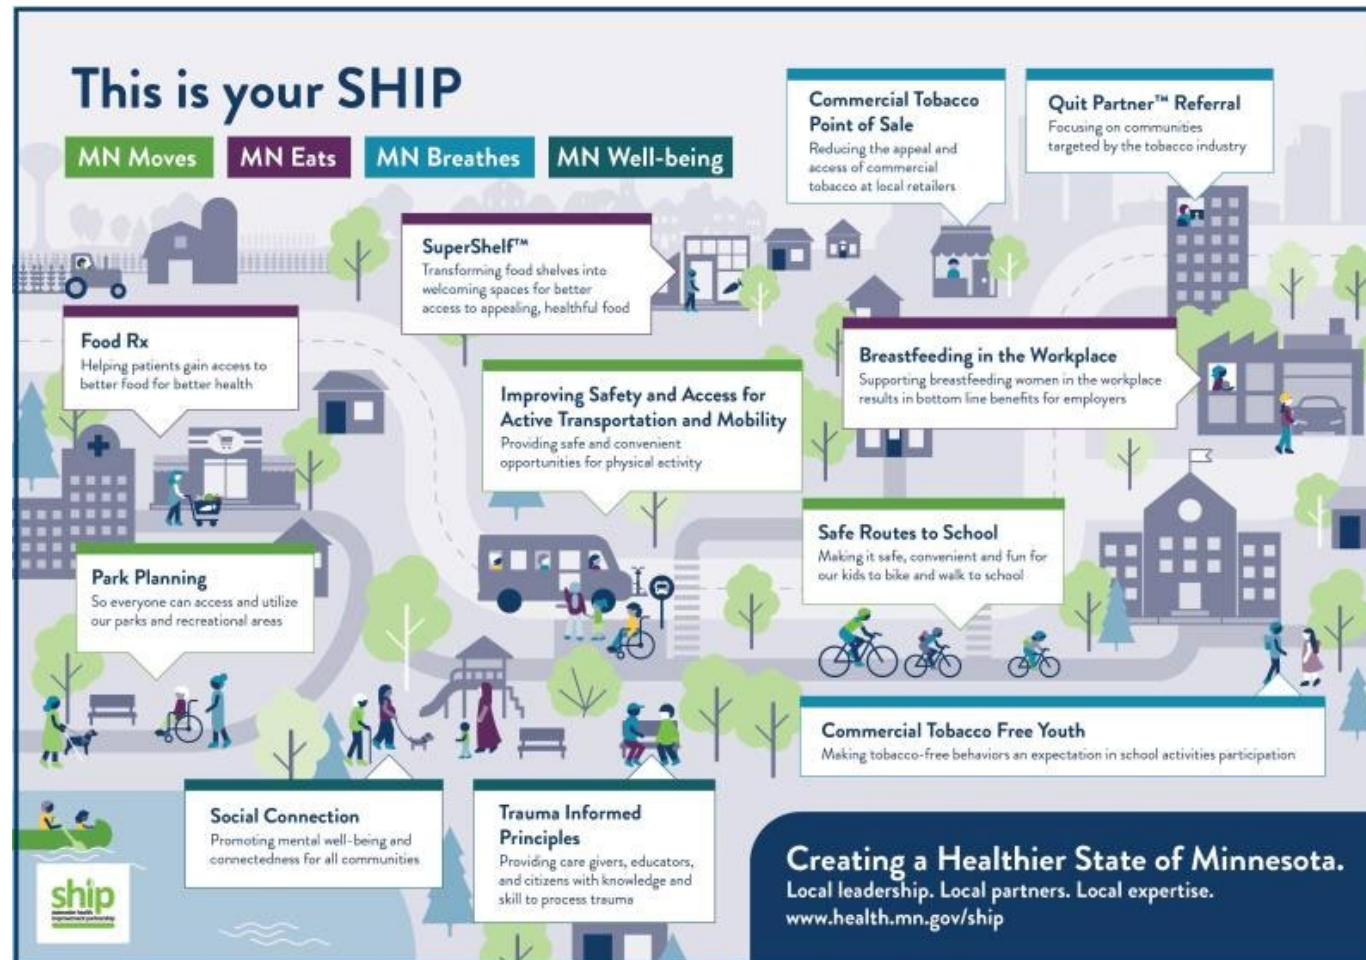 This is your SHIP
MN Moves
MN Eats
MN Breathes
MN Well-being
Commercial Tobacco
Point of Sale
Reducing the appeal and
access of commercial
tobacco at local retailers
Quit Partner™ Referral
Focusing on communities
targeted by the tobacco industry
SuperShelf™
Transforming food shelves into
welcoming spaces for better
access to appealing, healthful food
Food Rx
Helping patients gain access to
better food for better health
Improving Safety and Access for
Active Transportation and Mobility
Providing safe and convenient
opportunities for physical activity
Breastfeeding in the Workplace
Supporting breastfeeding women in the workplace
results in bottom line benefits for employers
Safe Routes to School
Making it safe, convenient and fun for
our kids to bike and walk to school
Park Planning
So everyone can access and utilize
our parks and recreational areas
Commercial Tobacco Free Youth
Making tobacco-free behaviors an expectation in school activities participation
Social Connection
Promoting mental well-being and
connectedness for all communities
Trauma Informed
Principles
Providing care givers, educators,
and citizens with knowledge and
skill to process trauma
ship
statewide health
improvement partnership
Creating a Healthier State of Minnesota.
Local leadership. Local partners. Local expertise.
www.health.mn.gov/ship